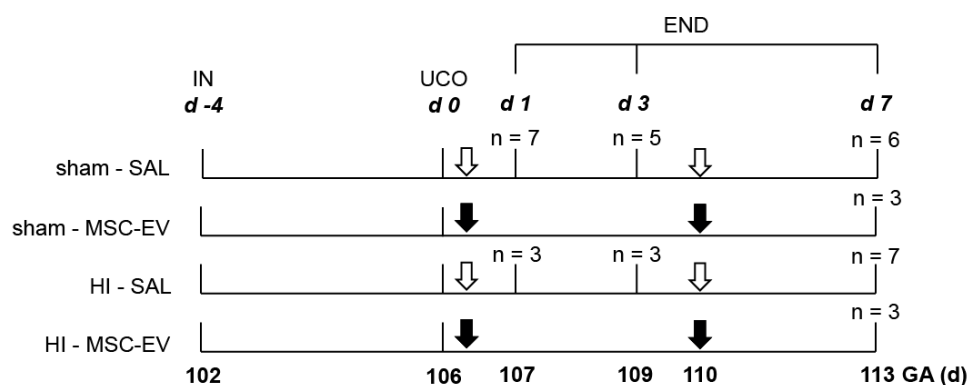 END
IN UCO
d -4 d 0 d 1 d 3 d 7
n = 7 n = 5 n = 6
sham - SAL
n = 3
sham - MSC-EV
n = 3 n = 3 n = 7
HI - SAL
n = 3
HI - MSC-EV
102 106 107 109 110 113 GA (d)